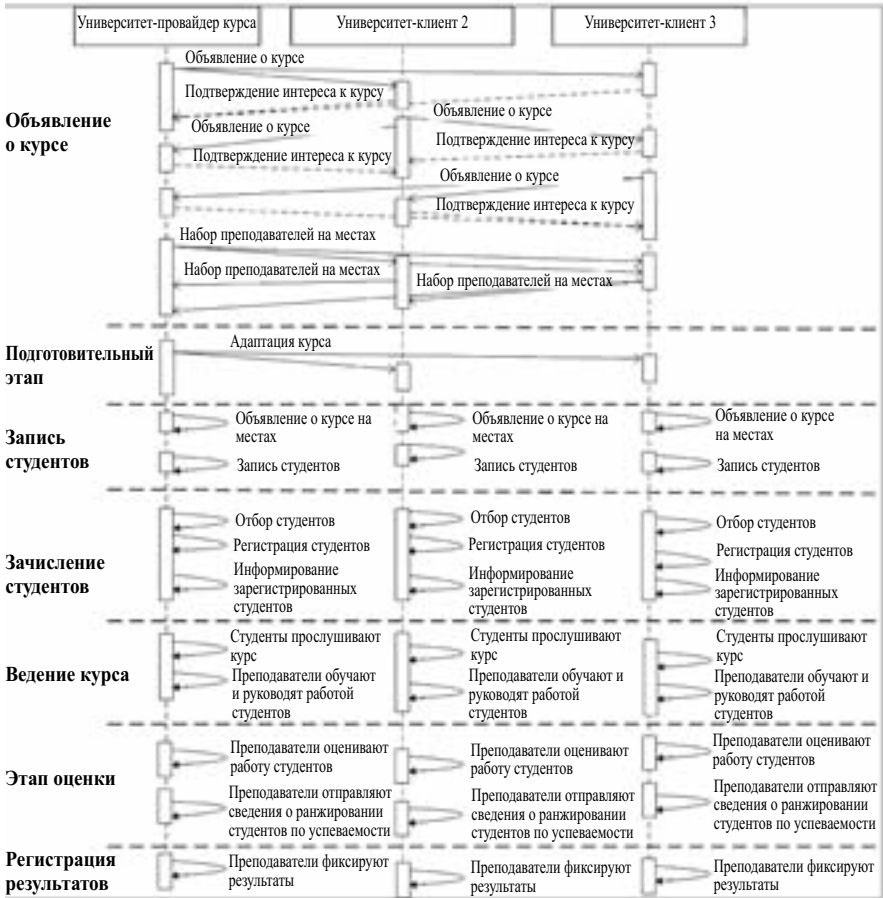 Университет-провайдер курса
Университет-клиент 2
Университет-клиент 3
Объявление
о курсе
Объявление о курсе
Подтверждение интереса к курсу
Объявление о курсе
Объявление о курсе
Подтверждение интереса к курсу
Подтверждение интереса к курсу
Объявление о курсе
Подтверждение интереса к курсу
Набор преподавателей на местах
Набор преподавателей на местах
Набор преподавателей на местах
Подготовительный
этап
Адаптация курса
Запись
студентов
Объявление о курсе на
местах
Объявление о курсе на
местах
Объявление о курсе
на местах
Запись студентов
Запись студентов
Запись студентов
Зачисление
студентов
Отбор студентов
Отбор студентов
Отбор студентов
Регистрация студентов
Регистрация студентов
Регистрация студентов
Информирование
зарегистрированных
студентов
Информирование
зарегистрированных
студентов
Информирование
зарегистрированных
студентов
Ведение курса
Студенты прослушивают
курс
Студенты прослушивают
курс
Студенты прослушивают
курс
Преподаватели обучают
и руководят работой
студентов
Преподаватели обучают и
руководят работой
студентов
Преподаватели обучают и
руководят работой
студентов
Этап оценки
Преподаватели оценивают
работу студентов
Преподаватели оценивают
работу студентов
Преподаватели оценивают
работу студентов
Преподаватели отправляют
сведения о ранжировании
студентов по успеваемости
Преподаватели отправляют
сведения о ранжировании
студентов по успеваемости
Преподаватели отправляют
сведения о ранжировании
студентов по успеваемости
Регистрация
результатов
Преподаватели фиксируют
результаты
Преподаватели фиксируют
результаты
Преподаватели фиксируют
результаты